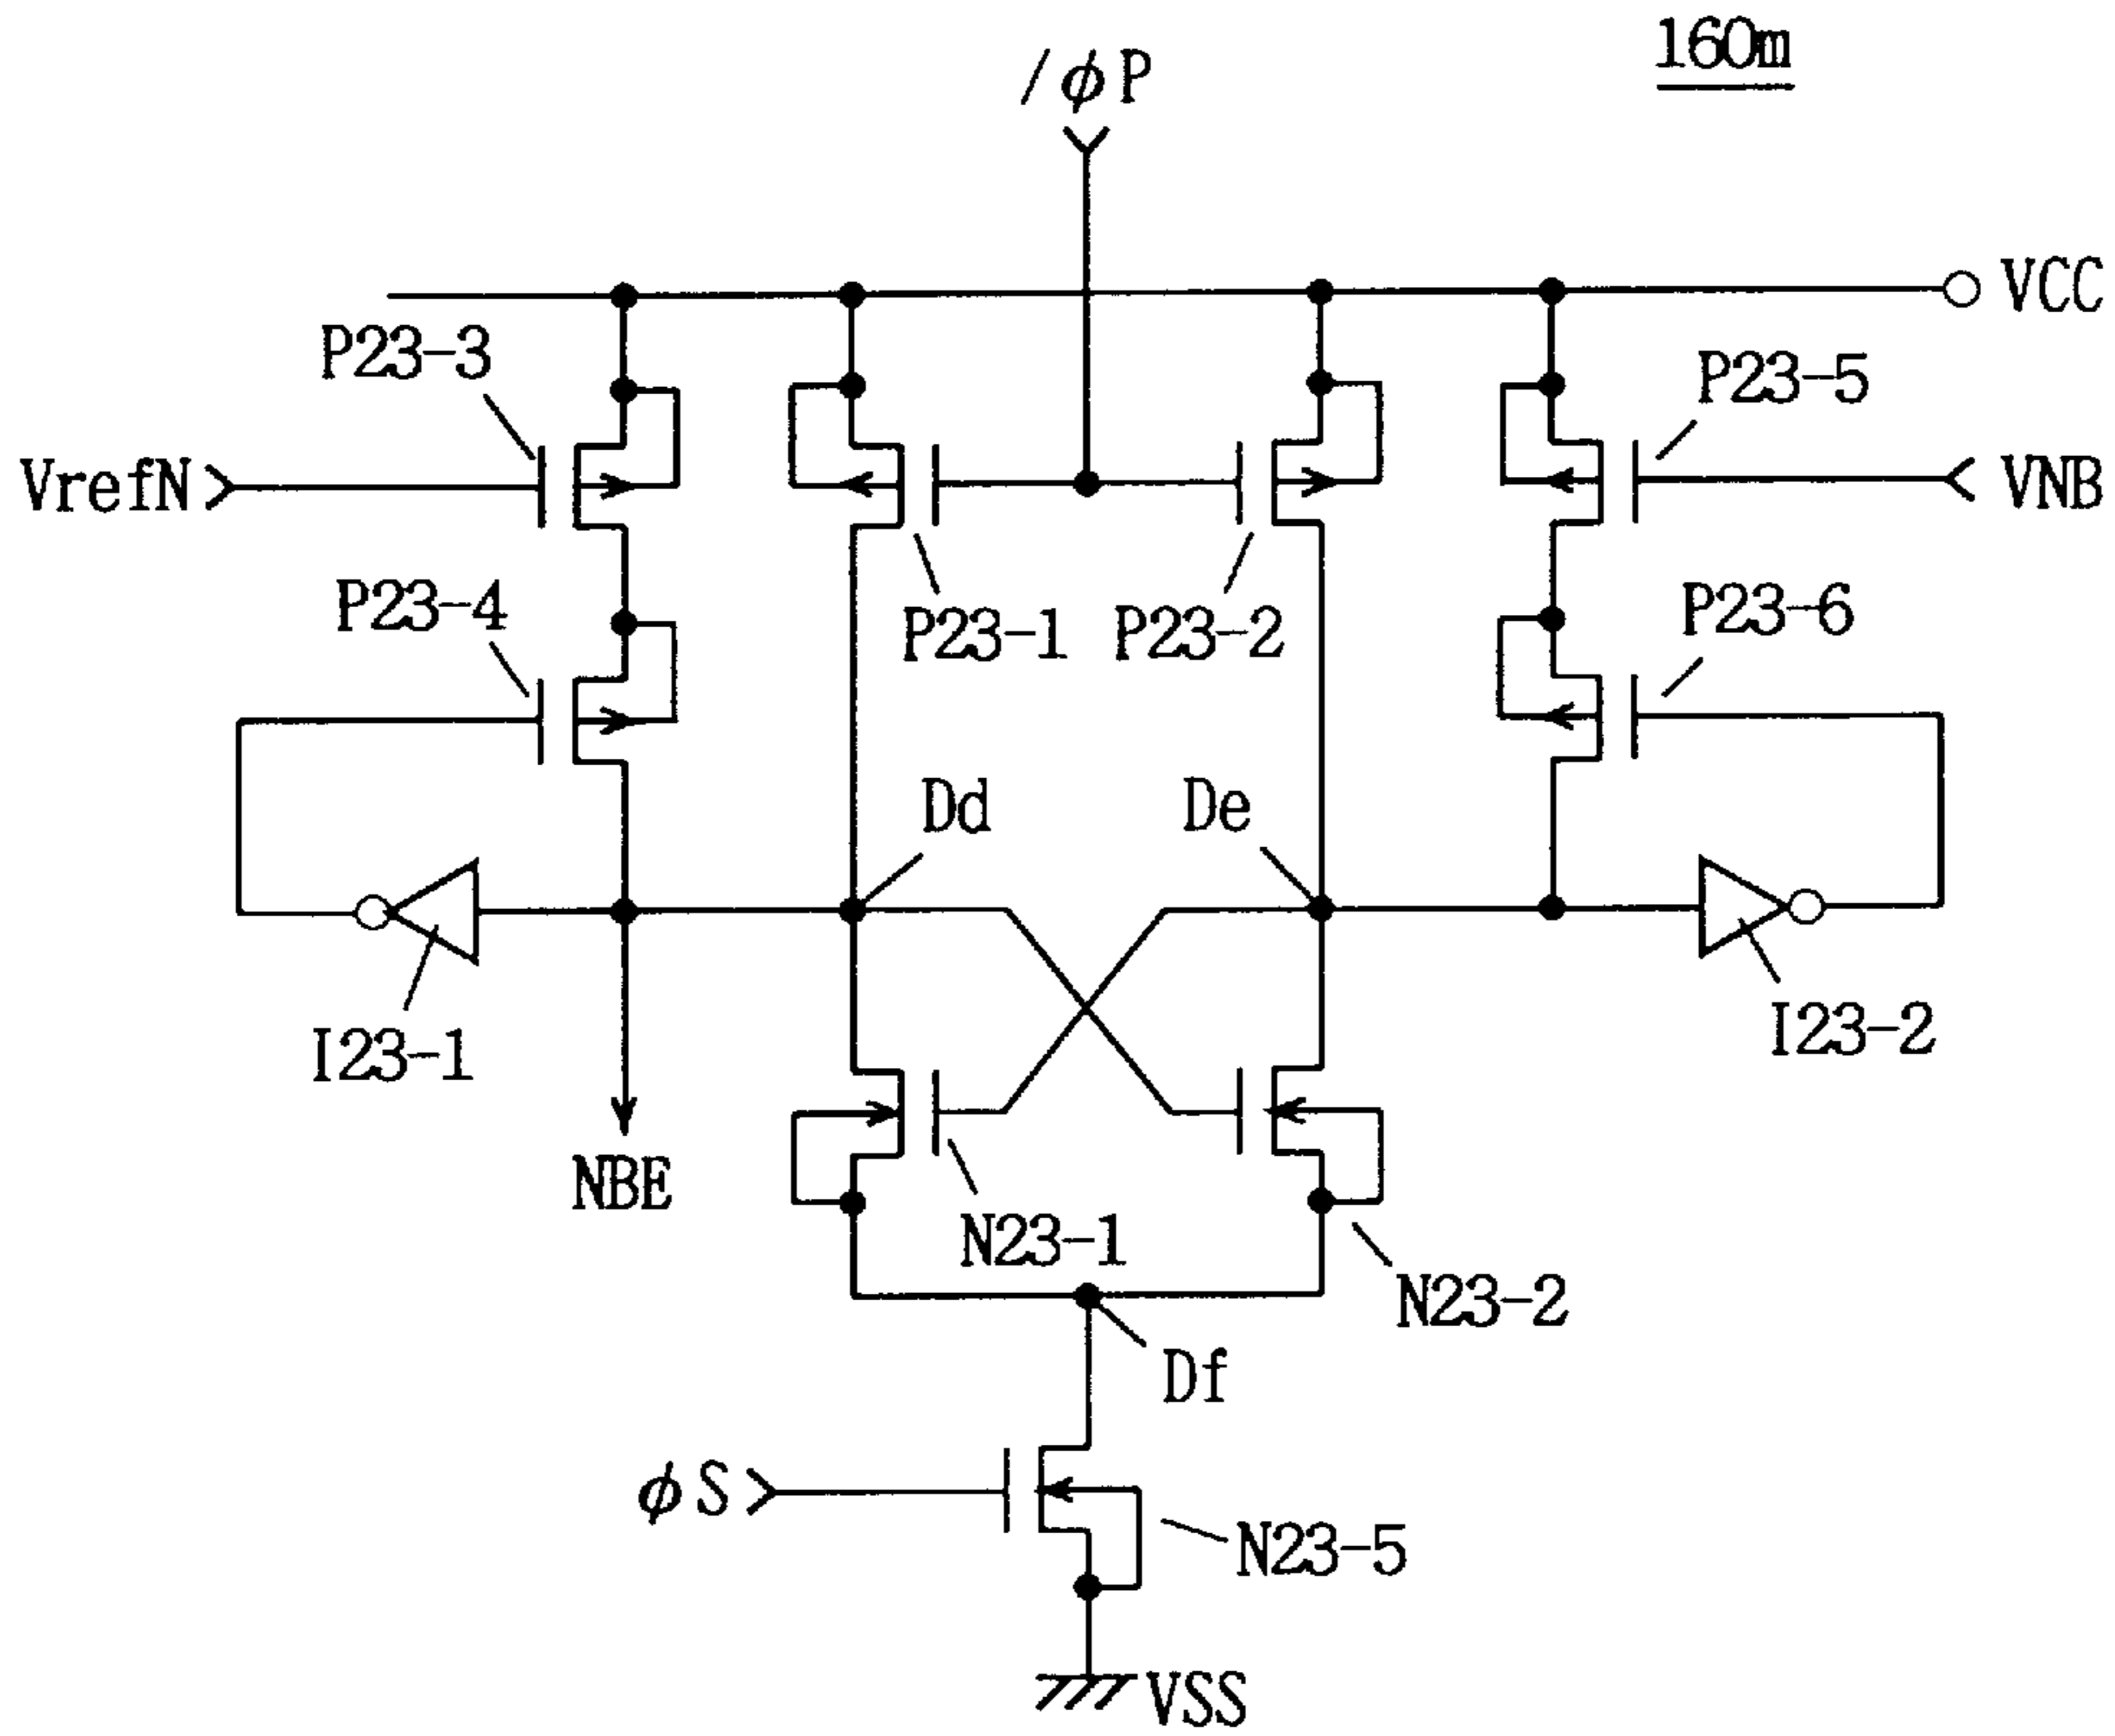 160m
/φP
VCC
P23-3
P23-5
VrefN
VNB
P23-4
P23-1
P23-2
P23-6
Dd
De
I23-1
I23-2
NBE
N23-1
N23-2
Df
φS
N23-5
VSS